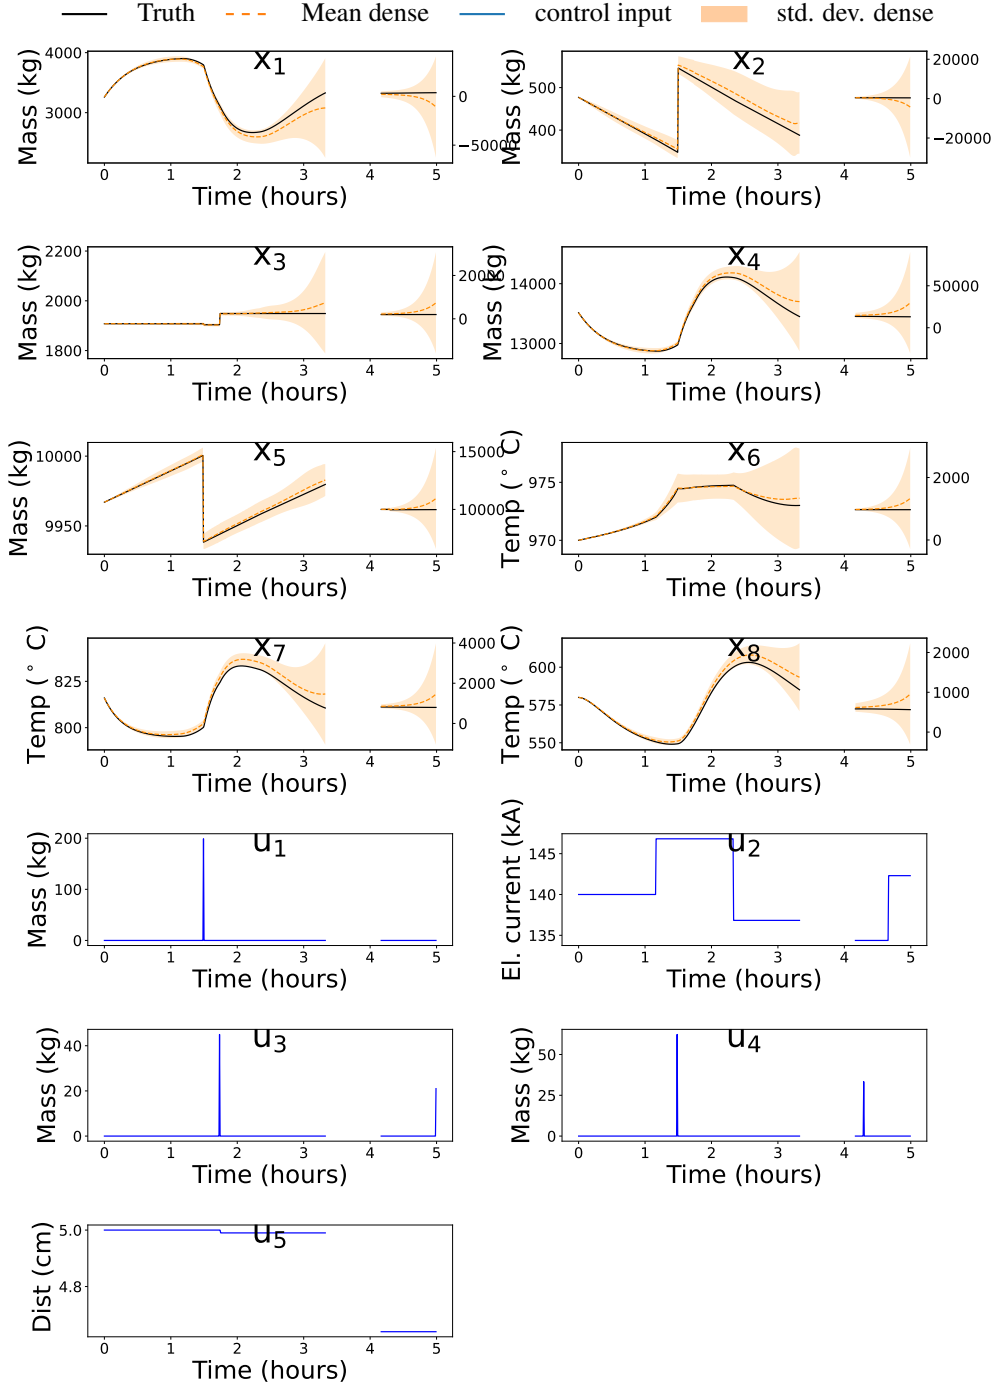 Truth Mean dense control input std. dev. dense
x1 x2
Mass (kg) 4000 3000 0 −50000 Mass (kg) 500 400 20000 0 −20000
0 1 2 3 4 5 0 1 2 3 4 5
Time (hours) Time (hours)
x3 x4
Mass (kg) 2200 2000 1800 20000 0 Mass (kg) 14000 13000 50000 0
0 1 2 3 4 5 0 1 2 3 4 5
Time (hours) Time (hours)
x5 x6
Mass (kg) 10000 9950 15000 10000 Temp (° C) 975 970 2000 0
0 1 2 3 4 5 0 1 2 3 4 5
Time (hours) Time (hours)
x7 x8
Temp (° C) 825 800 4000 2000 0 Temp (° C) 600 575 550 2000 1000 0
0 1 2 3 4 5 0 1 2 3 4 5
Time (hours) Time (hours)
u1 u2
Mass (kg) 200 100 0 El. current (kA) 145 140 135
0 1 2 3 4 5 0 1 2 3 4 5
Time (hours) Time (hours)
u3 u4
Mass (kg) 40 20 0 Mass (kg) 50 25 0
0 1 2 3 4 5 0 1 2 3 4 5
Time (hours) Time (hours)
u5
Dist (cm) 5.0 4.8
0 1 2 3 4 5
Time (hours)